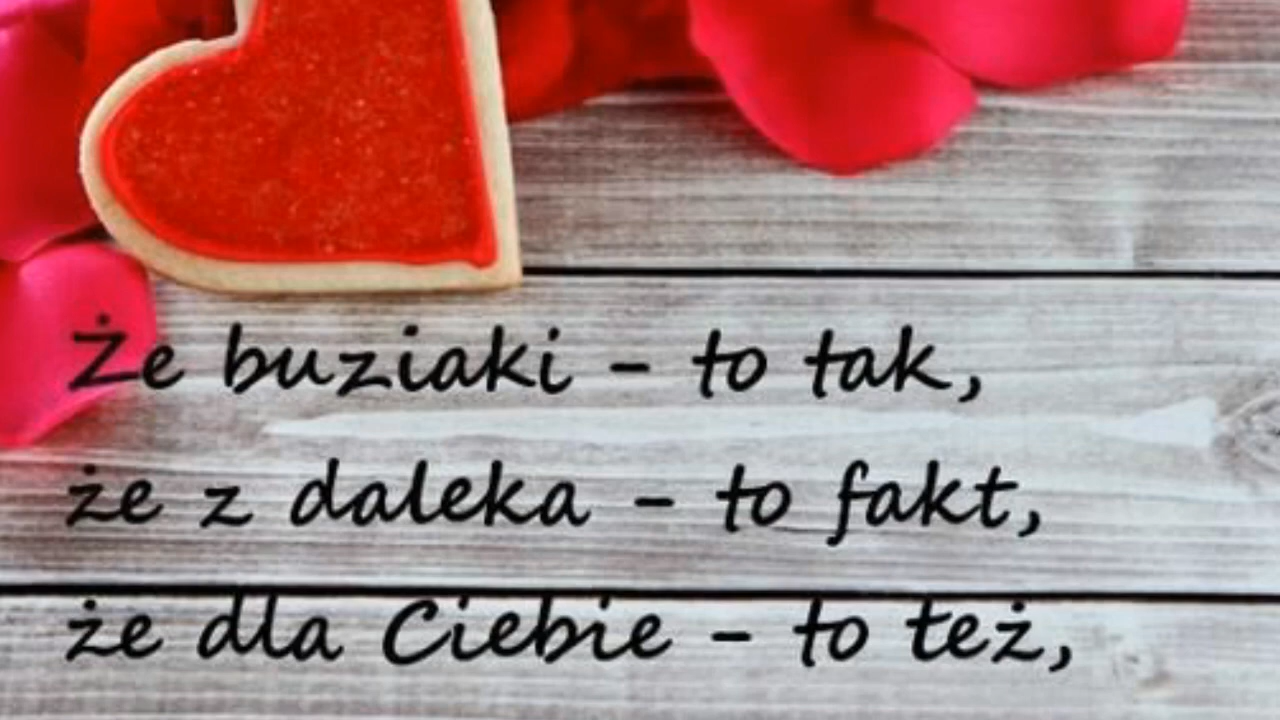 Że buziaki - to tak,
że z daleka - to fakt,
że dla Ciebie - to też,